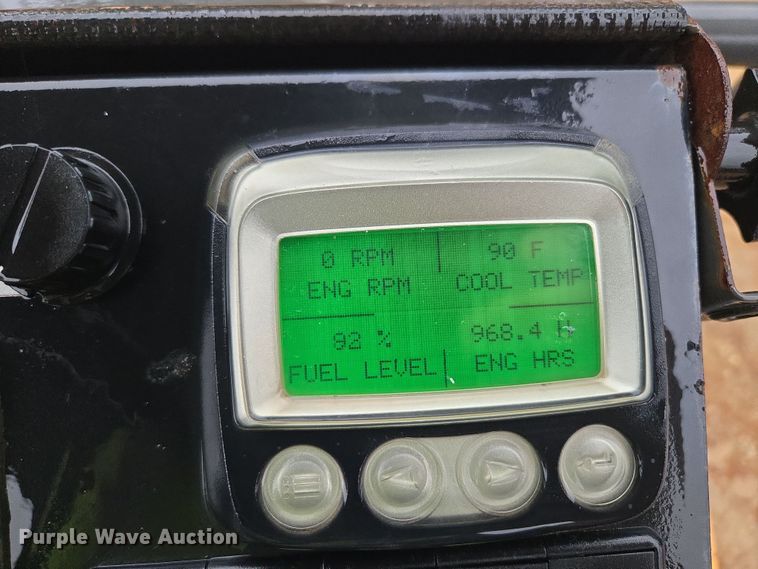 0 RPM
ENG RPM
90 F
COOL TEMP
92 %
FUEL LEVEL
968.4 H
ENG HRS
Purple Wave Auction